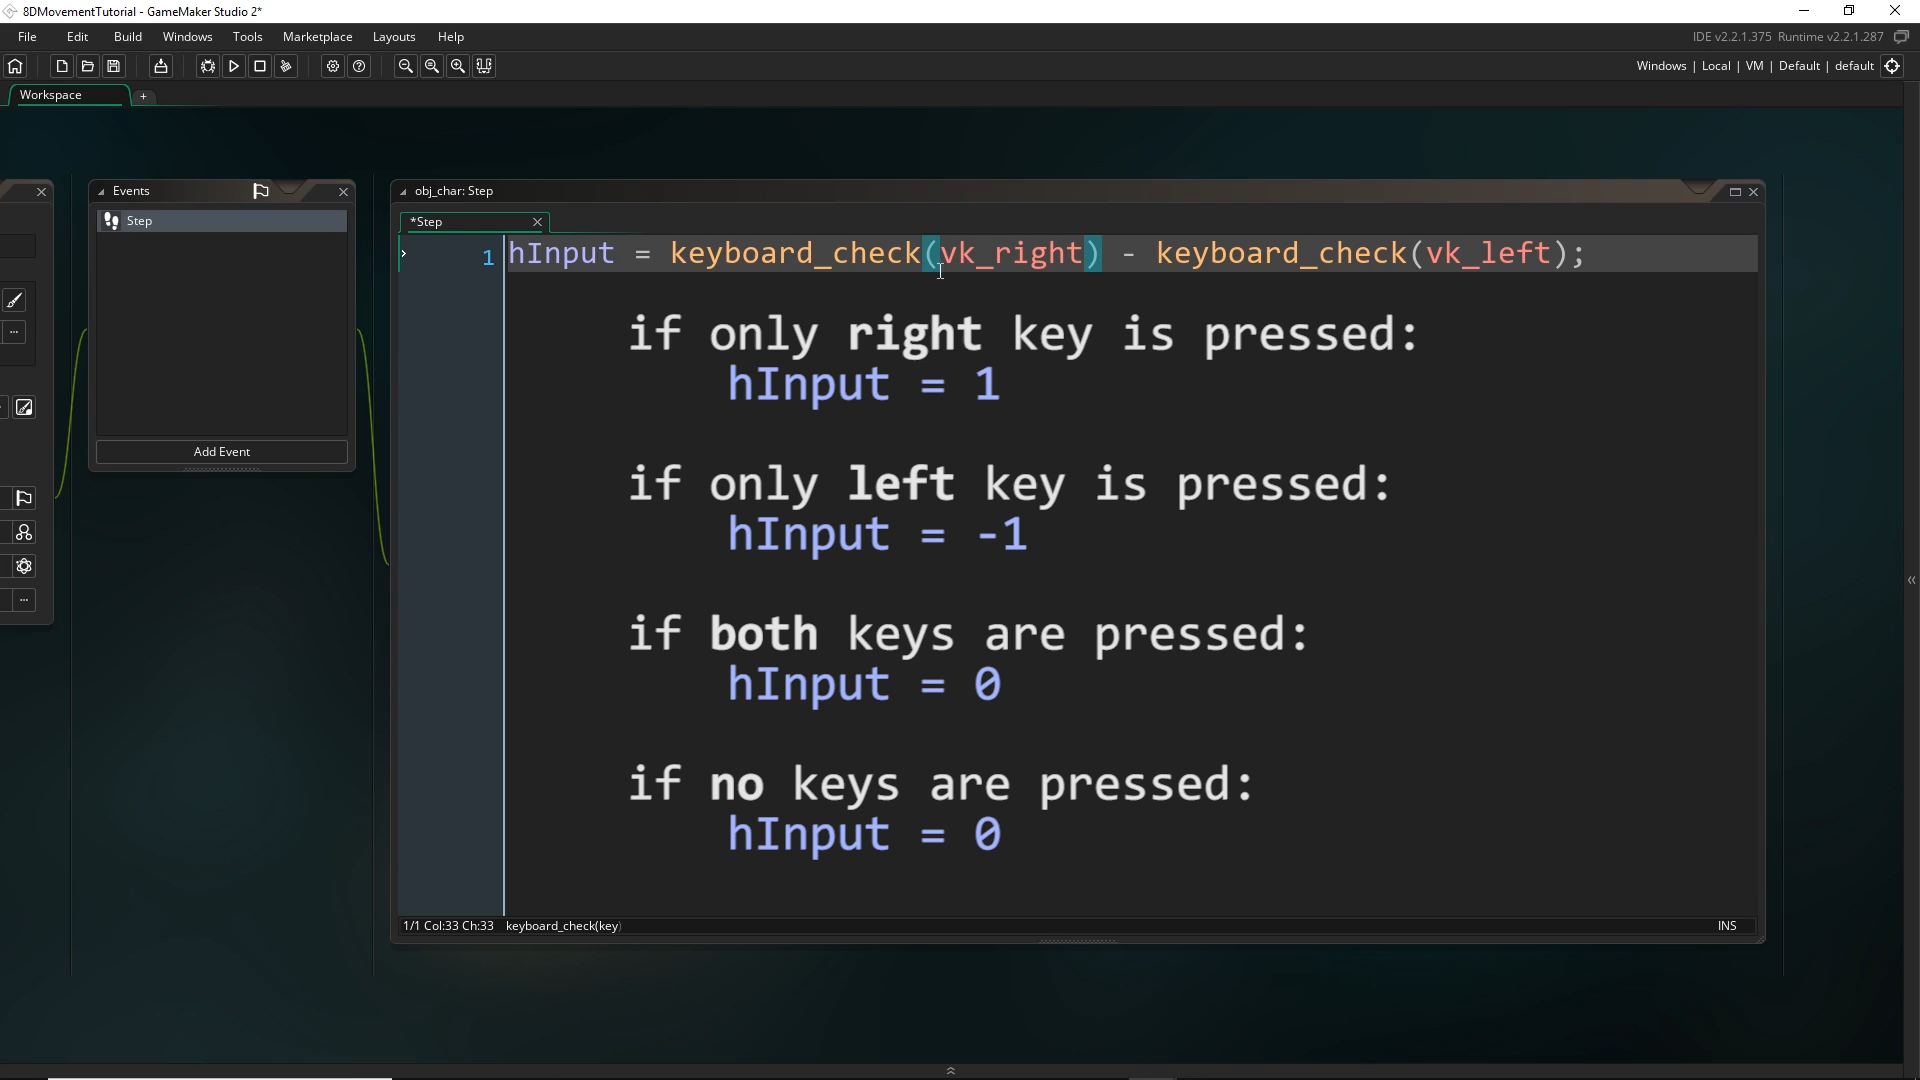 8DMovementTutorial - GameMaker Studio 2*
File Edit Build Windows Tools Marketplace Layouts Help
IDE v2.2.1.375 Runtime v2.2.1.287
Windows | Local | VM | Default | default
Workspace
+
Events
Step
Add Event
obj_char: Step
*Step
1 hInput = keyboard_check(vk_right) - keyboard_check(vk_left);
if only right key is pressed:
hInput = 1
if only left key is pressed:
hInput = -1
if both keys are pressed:
hInput = 0
if no keys are pressed:
hInput = 0
1/1 Col:33 Ch:33 keyboard_check(key)
INS